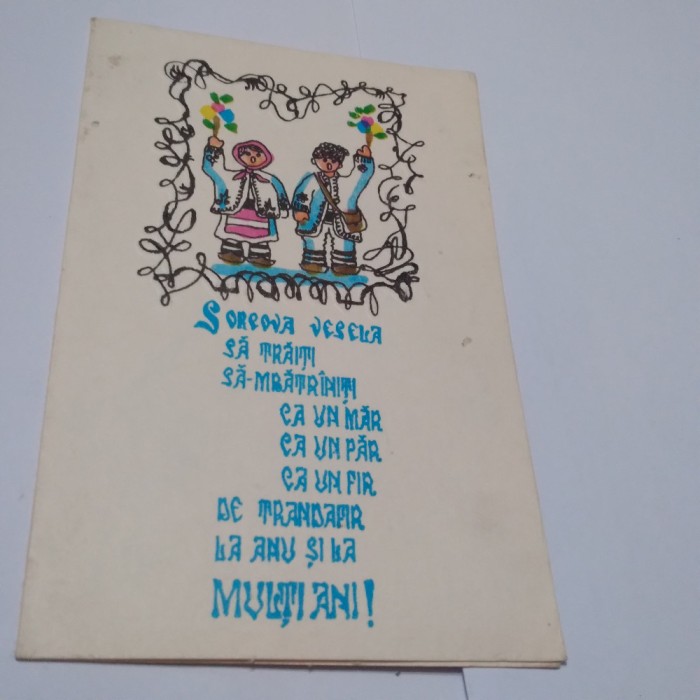 SORCOVA VESELA
SĂ TRĂIȚI
SĂ-MBĂTRÎNIȚI
CA UN MĂR
CA UN PĂR
CA UN FIR
DE TRANDAFIR
LA ANU ȘI LA
MULȚI ANI!